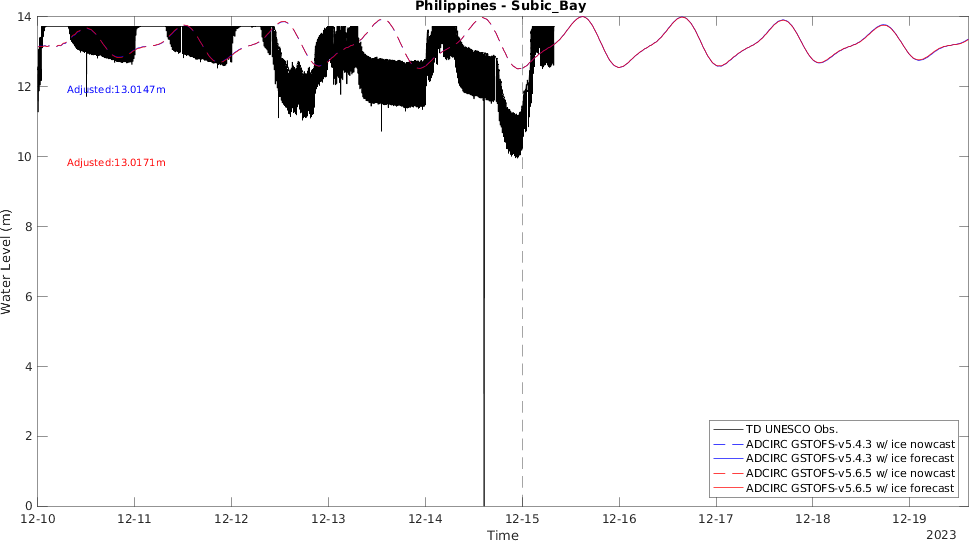 Philippines - Subic_Bay
14
12
10
8
6
4
2
0
Water Level (m)
Adjusted:13.0147m
Adjusted:13.0171m
TD UNESCO Obs.
ADCIRC GSTOFS-v5.4.3 w/ ice nowcast
ADCIRC GSTOFS-v5.4.3 w/ ice forecast
ADCIRC GSTOFS-v5.6.5 w/ ice nowcast
ADCIRC GSTOFS-v5.6.5 w/ ice forecast
12-10 12-11 12-12 12-13 12-14 12-15 12-16 12-17 12-18 12-19
Time
2023